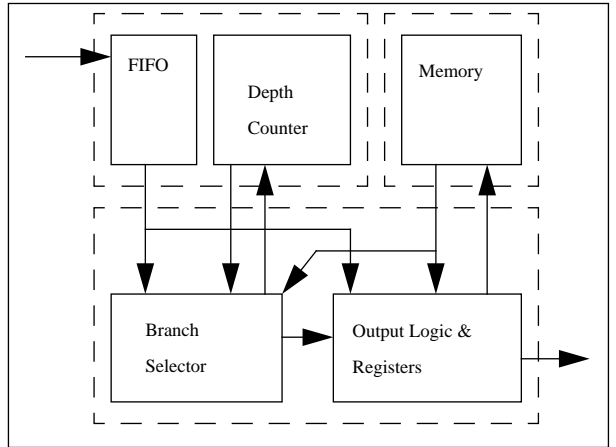 FIFO
Depth
Counter
Memory
Branch
Selector
Output Logic &
Registers